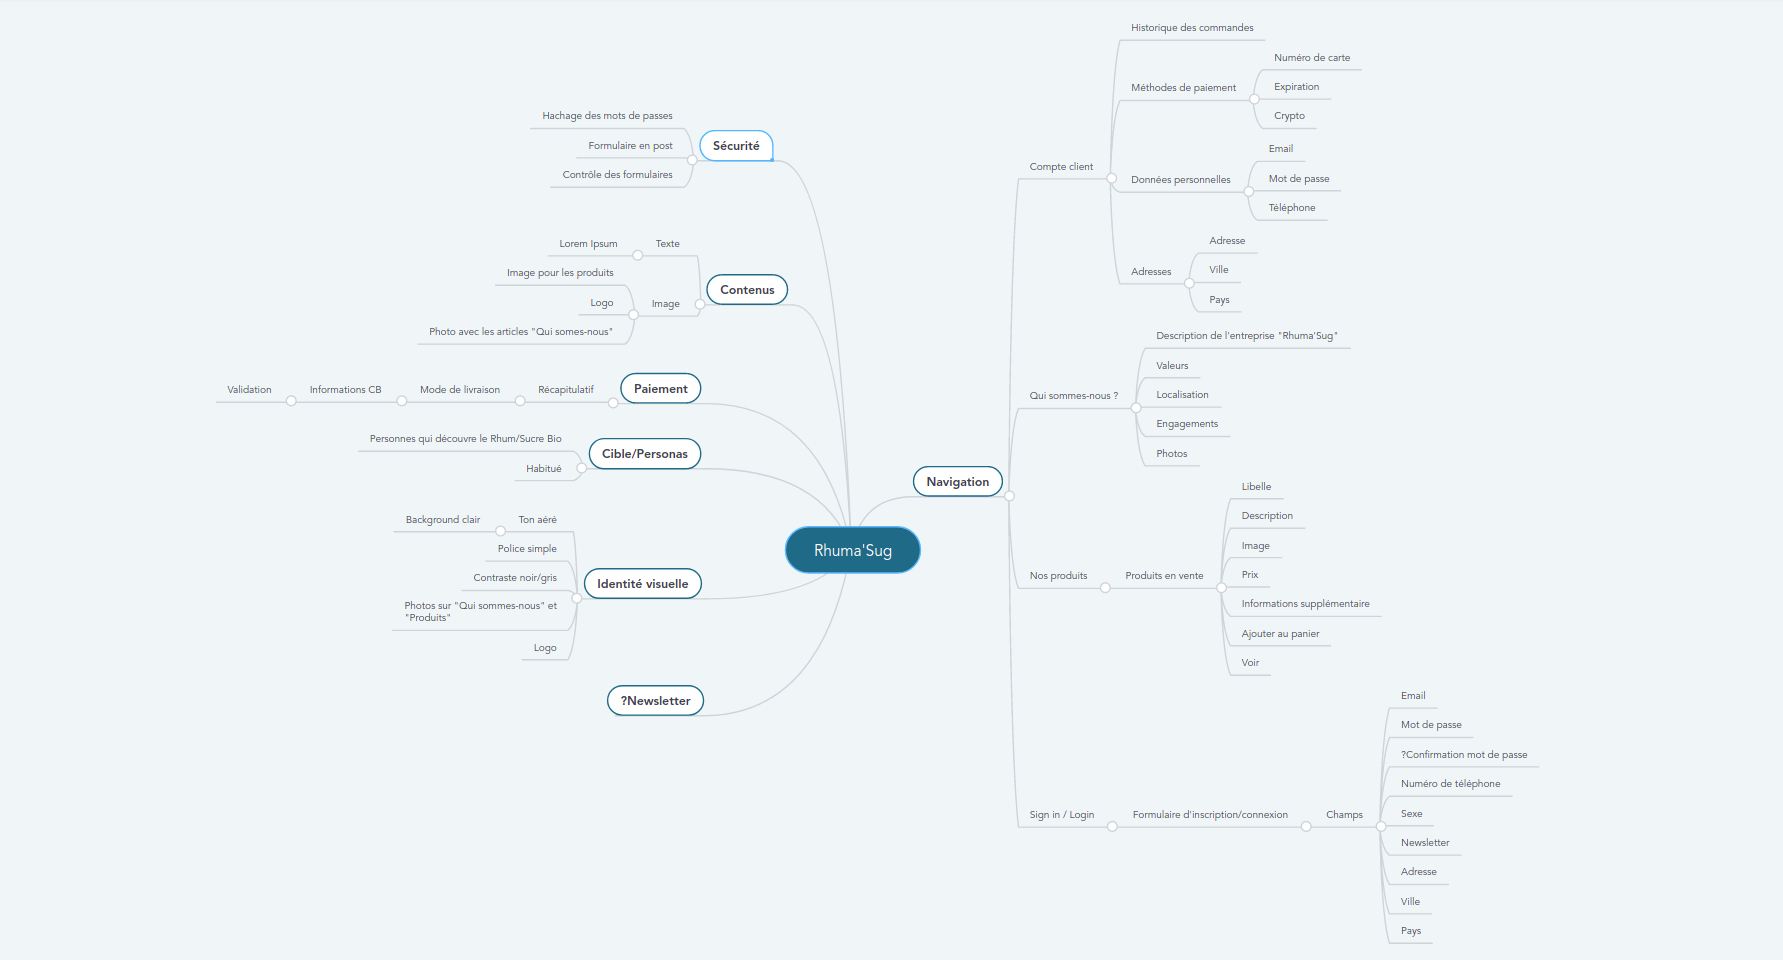 Rhuma'Sug
Sécurité
Hachage des mots de passes
Formulaire en post
Contrôle des formulaires
Contenus
Texte
Lorem Ipsum
Image
Image pour les produits
Logo
Photo avec les articles "Qui somes-nous"
Paiement
Récapitulatif
Mode de livraison
Informations CB
Validation
Cible/Personas
Personnes qui découvre le Rhum/Sucre Bio
Habitué
Identité visuelle
Ton aéré
Background clair
Police simple
Contraste noir/gris
Photos sur "Qui sommes-nous" et
"Produits"
Logo
?Newsletter
Navigation
Compte client
Historique des commandes
Méthodes de paiement
Numéro de carte
Expiration
Crypto
Données personnelles
Email
Mot de passe
Téléphone
Adresses
Adresse
Ville
Pays
Qui sommes-nous ?
Description de l'entreprise "Rhuma'Sug"
Valeurs
Localisation
Engagements
Photos
Nos produits
Produits en vente
Libelle
Description
Image
Prix
Informations supplémentaire
Ajouter au panier
Voir
Sign in / Login
Formulaire d'inscription/connexion
Champs
Email
Mot de passe
?Confirmation mot de passe
Numéro de téléphone
Sexe
Newsletter
Adresse
Ville
Pays